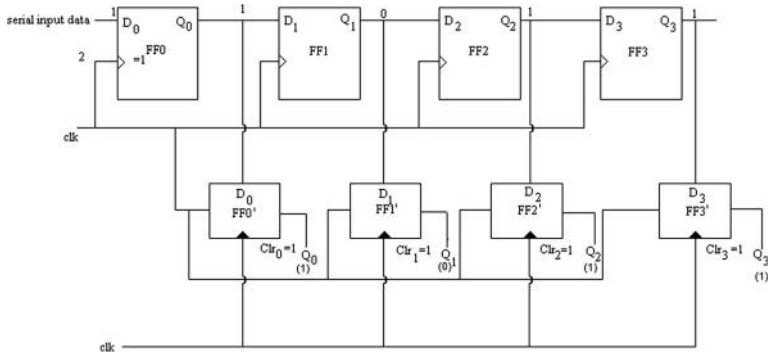 1 1 0 1 1
serial input data D0 Q0 D1 Q1 D2 Q2 D3 Q3
FF0 FF1 FF2 FF3
2 =1
clk
D0 D1 D2 D3
FF0' FF1' FF2' FF3'
Clr0=1 Q0 Clr1=1 Q1 Clr2=1 Q2 Clr3=1 Q3
(1) (0) (1) (1)
clk